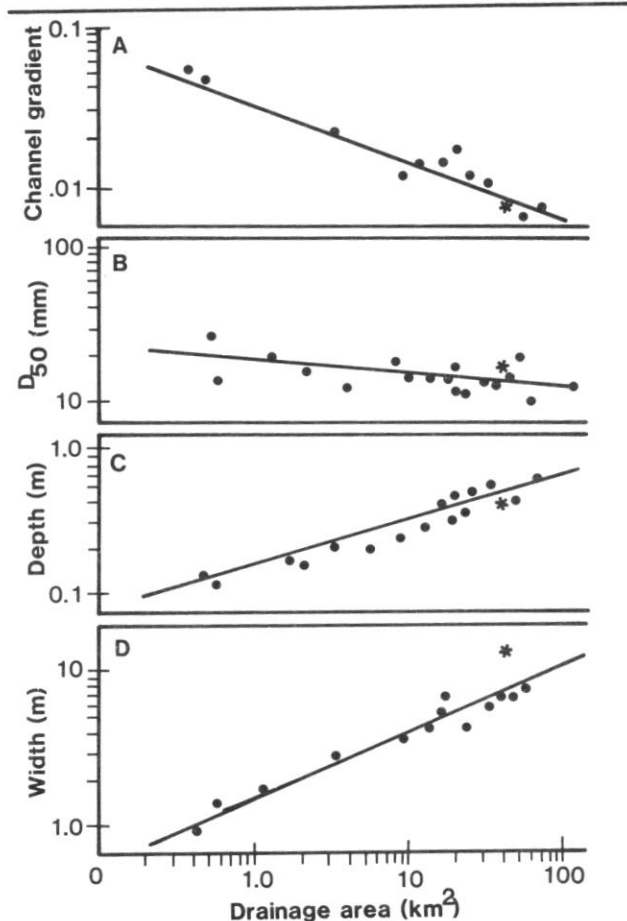 A
0.1
.01
Channel gradient
B
100
10
D50 (mm)
C
1.0
0.1
Depth (m)
D
10
1.0
Width (m)
0 1.0 10 100
Drainage area (km2)